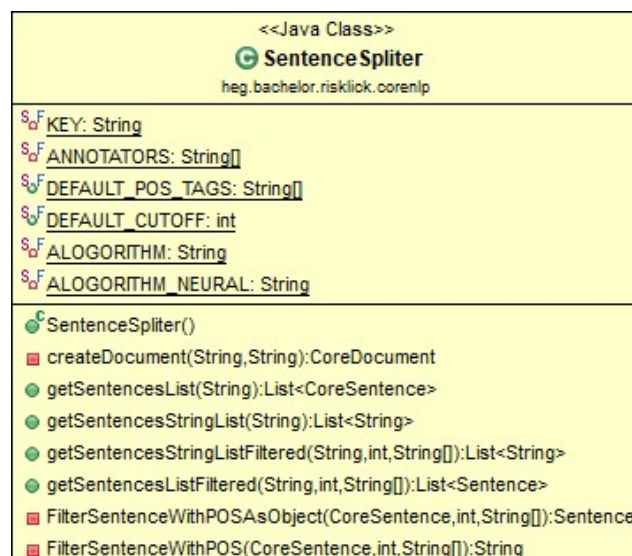 <<Java Class>>
SentenceSpliter
heg.bachelor.risklick.corenlp
KEY: String
ANNOTATORS: String[]
DEFAULT_POS_TAGS: String[]
DEFAULT_CUTOFF: int
ALOGORITHM: String
ALOGORITHM_NEURAL: String
SentenceSpliter()
createDocument(String,String):CoreDocument
getSentencesList(String):List<CoreSentence>
getSentencesStringList(String):List<String>
getSentencesStringListFiltered(String,int,String[]):List<String>
getSentencesListFiltered(String,int,String[]):List<Sentence>
FilterSentenceWithPOSAsObject(CoreSentence,int,String[]):Sentence
FilterSentenceWithPOS(CoreSentence,int,String[]):String